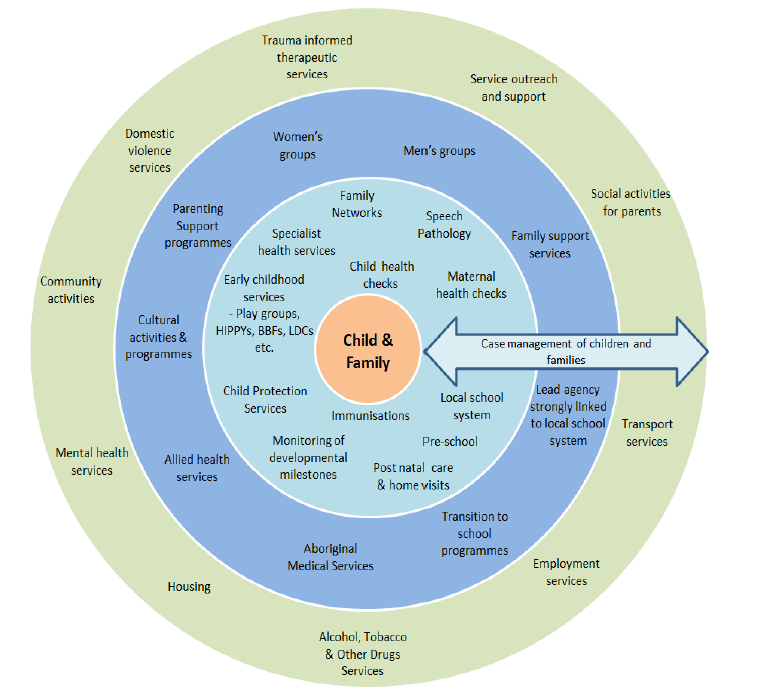 Trauma informed
therapeutic
services
Service outreach
and support
Domestic
violence
services
Women's
groups
Men's groups
Social activities
for parents
Parenting
Support
programmes
Family
Networks
Speech
Pathology
Specialist
health services
Family support
services
Child health
checks
Maternal
health checks
Community
activities
Early childhood
services
- Play groups,
HIPPYs, BBFs, LDCs
etc.
Cultural
activities &
programmes
Child &
Family
Case management of children and
families
Child Protection
Services
Immunisations
Local school
system
Lead agency
strongly linked
to local school
system
Transport
services
Pre-school
Monitoring of
developmental
milestones
Post natal care
& home visits
Mental health
services
Allied health
services
Transition to
school
programmes
Aboriginal
Medical Services
Employment
services
Housing
Alcohol, Tobacco
& Other Drugs
Services